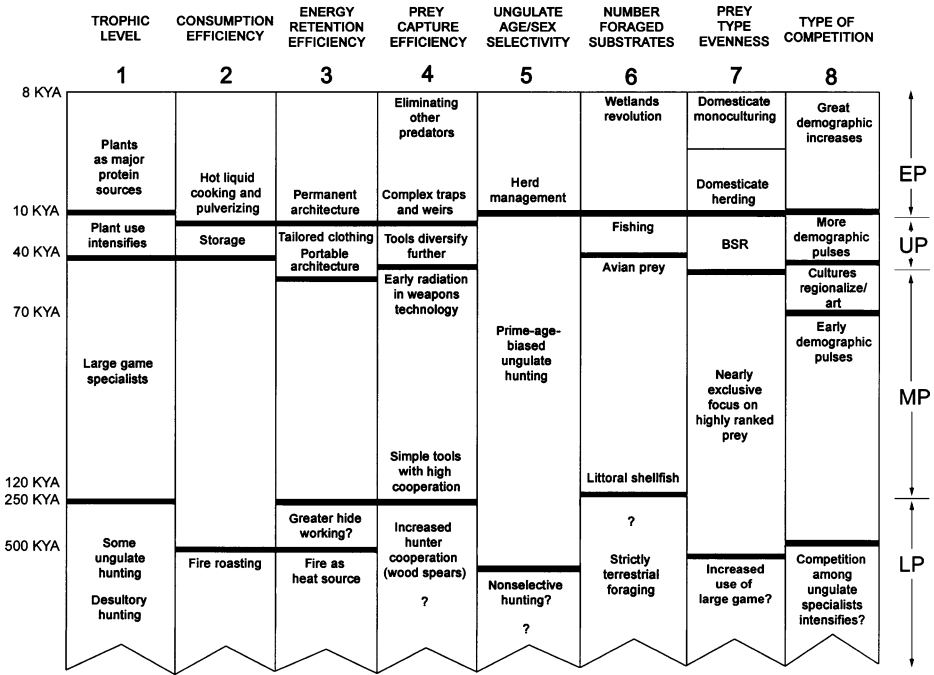 TROPHIC
LEVEL
CONSUMPTION
EFFICIENCY
ENERGY
RETENTION
EFFICIENCY
PREY
CAPTURE
EFFICIENCY
UNGULATE
AGE/SEX
SELECTIVITY
NUMBER
FORAGED
SUBSTRATES
PREY
TYPE
EVENNESS
TYPE OF
COMPETITION
1
2
3
4
5
6
7
8
8 KYA
10 KYA
40 KYA
70 KYA
120 KYA
250 KYA
500 KYA
Plants
as major
protein
sources
Plant use
intensifies
Large game
specialists
Some
ungulate
hunting
Desultory
hunting
Hot liquid
cooking and
pulverizing
Storage
Fire roasting
Permanent
architecture
Tailored clothing
Portable
architecture
Greater hide
working?
Fire as
heat source
Eliminating
other
predators
Complex traps
and weirs
Tools diversify
further
Early radiation
in weapons
technology
Simple tools
with high
cooperation
Increased
hunter
cooperation
(wood spears)
?
Herd
management
Prime-age-
biased
ungulate
hunting
Nonselective
hunting?
?
Wetlands
revolution
Fishing
Avian prey
Littoral shellfish
?
Strictly
terrestrial
foraging
Domesticate
monoculturing
Domesticate
herding
BSR
Nearly
exclusive
focus on
highly ranked
prey
Increased
use of
large game?
Great
demographic
increases
More
demographic
pulses
Cultures
regionalize/
art
Early
demographic
pulses
Competition
among
ungulate
specialists
intensifies?
EP
UP
MP
LP